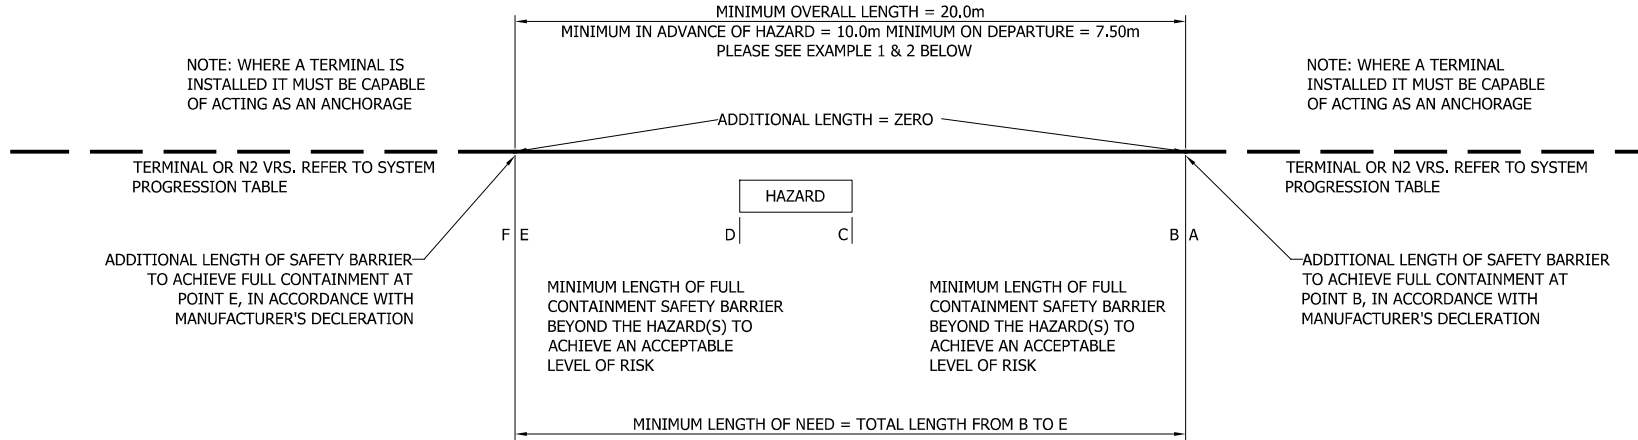 MINIMUM OVERALL LENGTH = 20.0m
MINIMUM IN ADVANCE OF HAZARD = 10.0m MINIMUM ON DEPARTURE = 7.50m
PLEASE SEE EXAMPLE 1 & 2 BELOW
NOTE: WHERE A TERMINAL IS
INSTALLED IT MUST BE CAPABLE
OF ACTING AS AN ANCHORAGE
NOTE: WHERE A TERMINAL
INSTALLED IT MUST BE CAPABLE
OF ACTING AS AN ANCHORAGE
ADDITIONAL LENGTH = ZERO
TERMINAL OR N2 VRS. REFER TO SYSTEM
PROGRESSION TABLE
TERMINAL OR N2 VRS. REFER TO SYSTEM
PROGRESSION TABLE
HAZARD
F E D C B A
ADDITIONAL LENGTH OF SAFETY BARRIER
TO ACHIEVE FULL CONTAINMENT AT
POINT E, IN ACCORDANCE WITH
MANUFACTURER'S DECLERATION
MINIMUM LENGTH OF FULL
CONTAINMENT SAFETY BARRIER
BEYOND THE HAZARD(S) TO
ACHIEVE AN ACCEPTABLE
LEVEL OF RISK
MINIMUM LENGTH OF FULL
CONTAINMENT SAFETY BARRIER
BEYOND THE HAZARD(S) TO
ACHIEVE AN ACCEPTABLE
LEVEL OF RISK
ADDITIONAL LENGTH OF SAFETY BARRIER
TO ACHIEVE FULL CONTAINMENT AT
POINT B, IN ACCORDANCE WITH
MANUFACTURER'S DECLERATION
MINIMUM LENGTH OF NEED = TOTAL LENGTH FROM B TO E